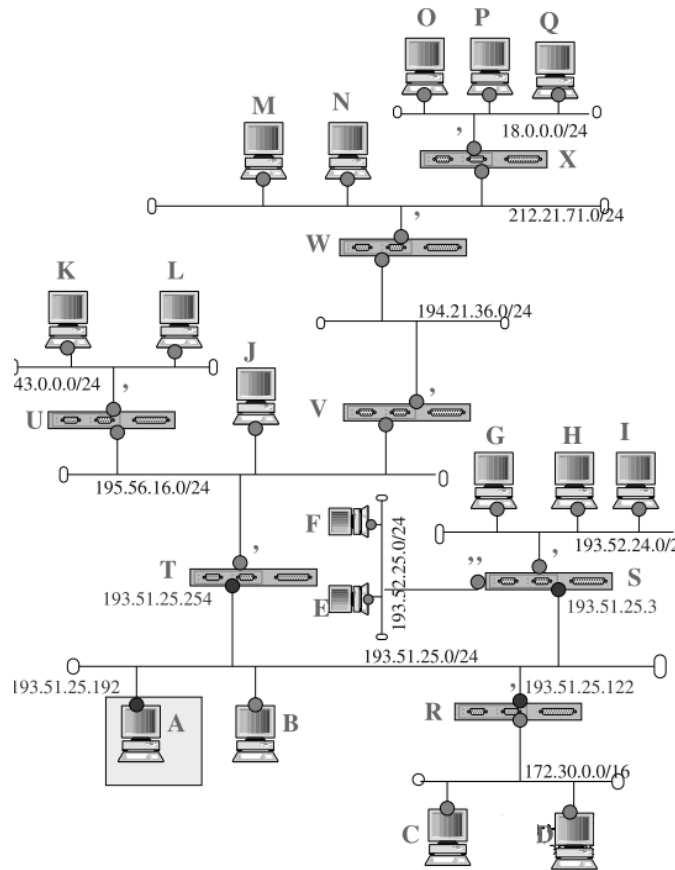 O P Q
M N
18.0.0.0/24
’ X
’ 212.21.71.0/24
W
K L
194.21.36.0/24
J
43.0.0.0/24 ’
U V ’
G H I
195.56.16.0/24
F
193.52.24.0/2
T ’ ’’ ’ S
193.51.25.254
E 193.52.25.0/24
193.51.25.3
193.51.25.0/24
193.51.25.192 ’ 193.51.25.122
A B R
172.30.0.0/16
C D